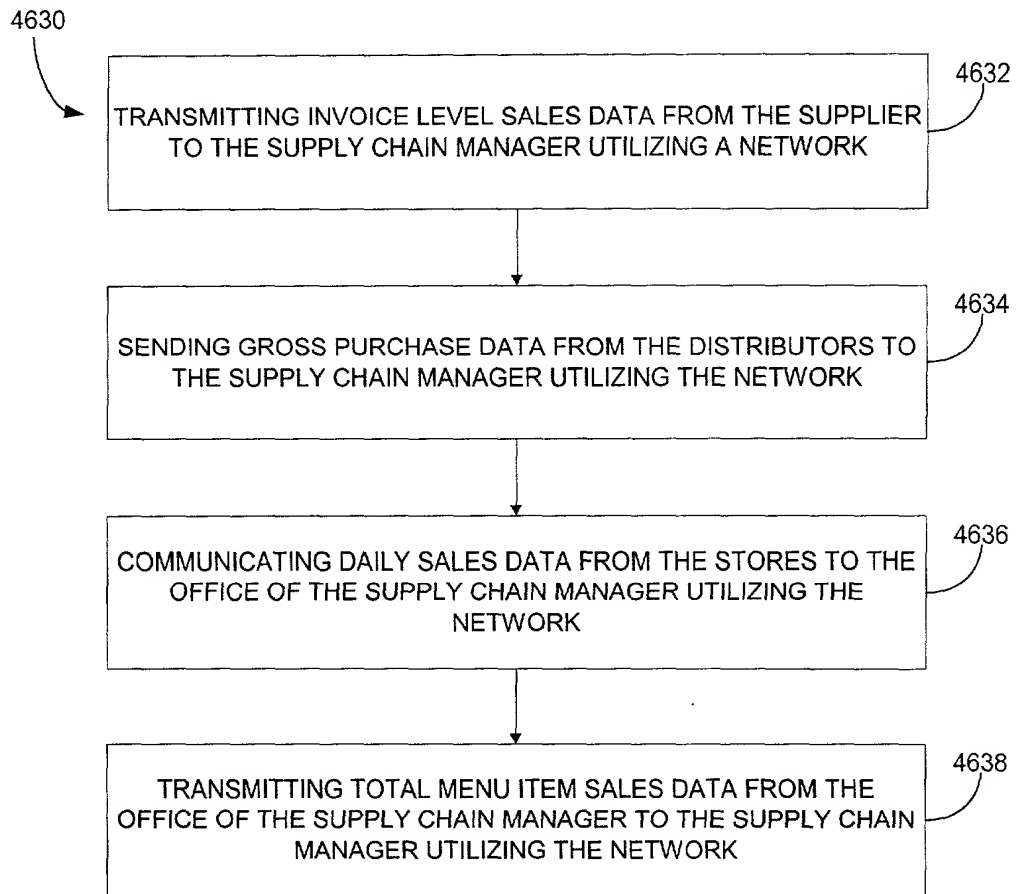 4630
4632
TRANSMITTING INVOICE LEVEL SALES DATA FROM THE SUPPLIER
TO THE SUPPLY CHAIN MANAGER UTILIZING A NETWORK
4634
SENDING GROSS PURCHASE DATA FROM THE DISTRIBUTORS TO
THE SUPPLY CHAIN MANAGER UTILIZING THE NETWORK
4636
COMMUNICATING DAILY SALES DATA FROM THE STORES TO THE
OFFICE OF THE SUPPLY CHAIN MANAGER UTILIZING THE
NETWORK
4638
TRANSMITTING TOTAL MENU ITEM SALES DATA FROM THE
OFFICE OF THE SUPPLY CHAIN MANAGER TO THE SUPPLY CHAIN
MANAGER UTILIZING THE NETWORK